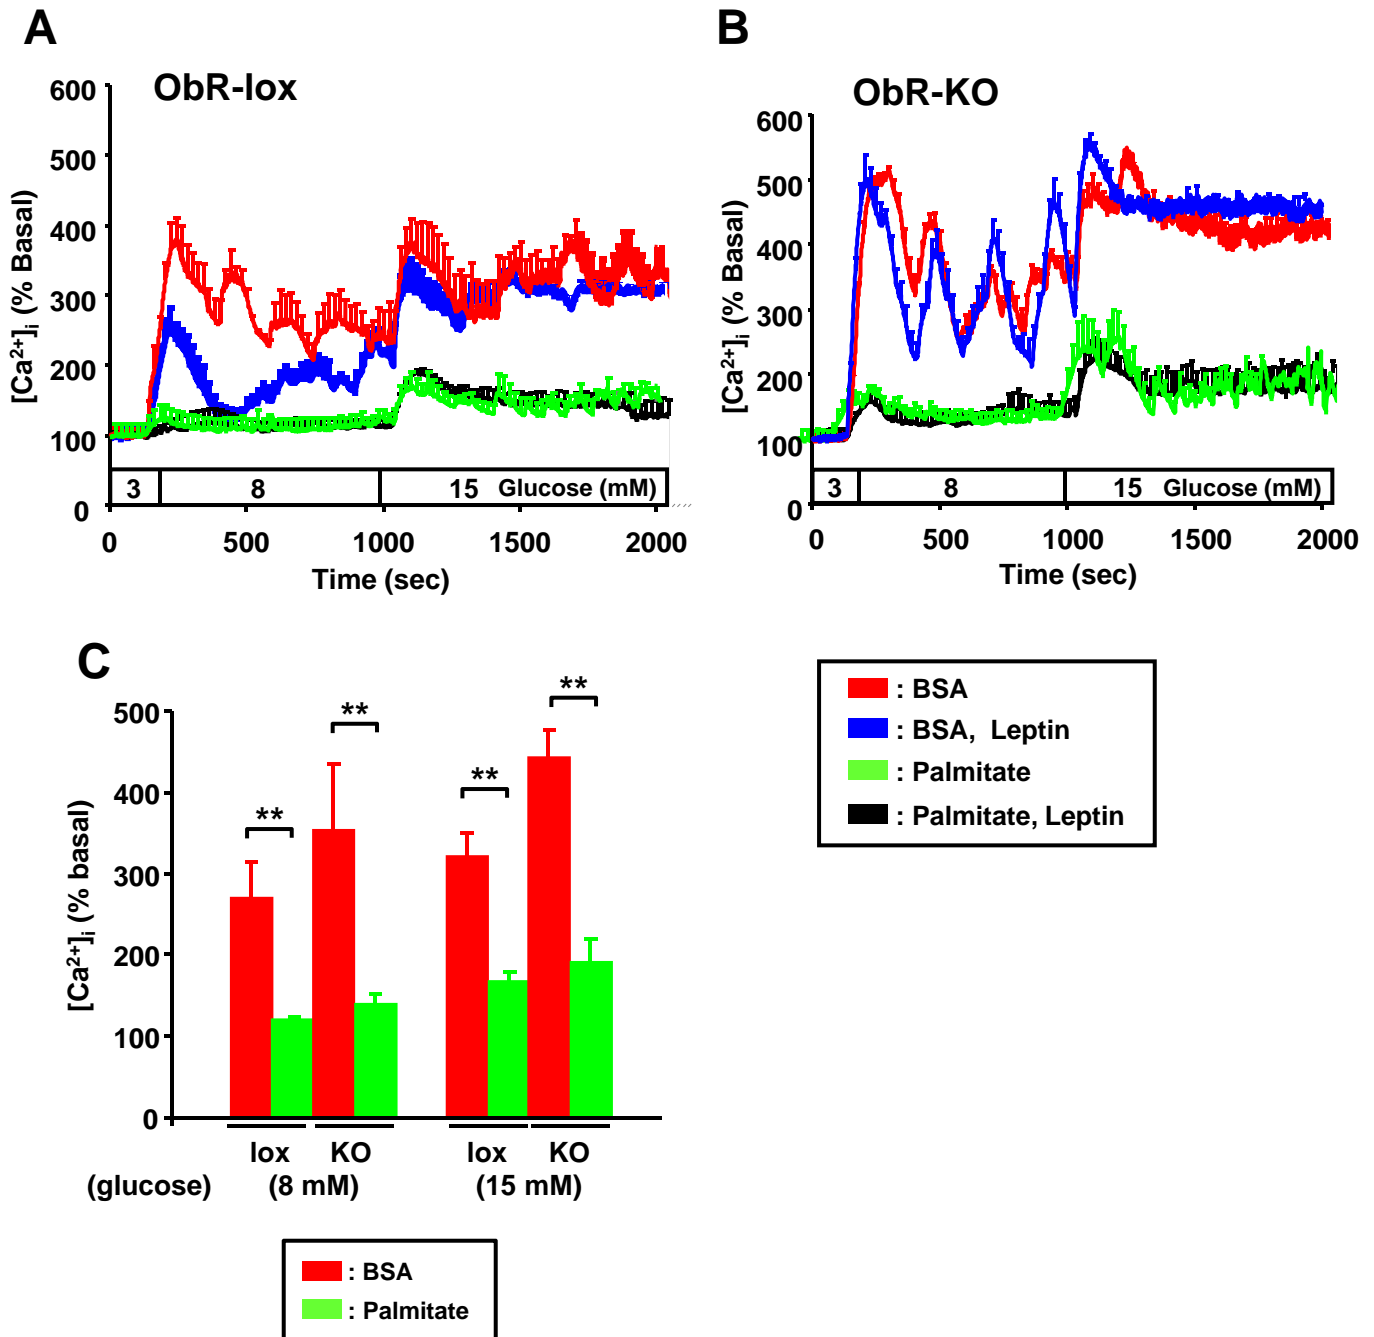 A
ObR-lox
600
500
400
300
200
100
0
[Ca²⁺]ᵢ (% Basal)
3 8 15 Glucose (mM)
0 500 1000 1500 2000
Time (sec)
B
ObR-KO
600
500
400
300
200
100
0
[Ca²⁺]ᵢ (% Basal)
3 8 15 Glucose (mM)
0 500 1000 1500 2000
Time (sec)
: BSA
: BSA, Leptin
: Palmitate
: Palmitate, Leptin
C
500
400
300
200
100
0
[Ca²⁺]ᵢ (% basal)
** ** ** **
lox KO lox KO
(glucose) (8 mM) (15 mM)
: BSA
: Palmitate